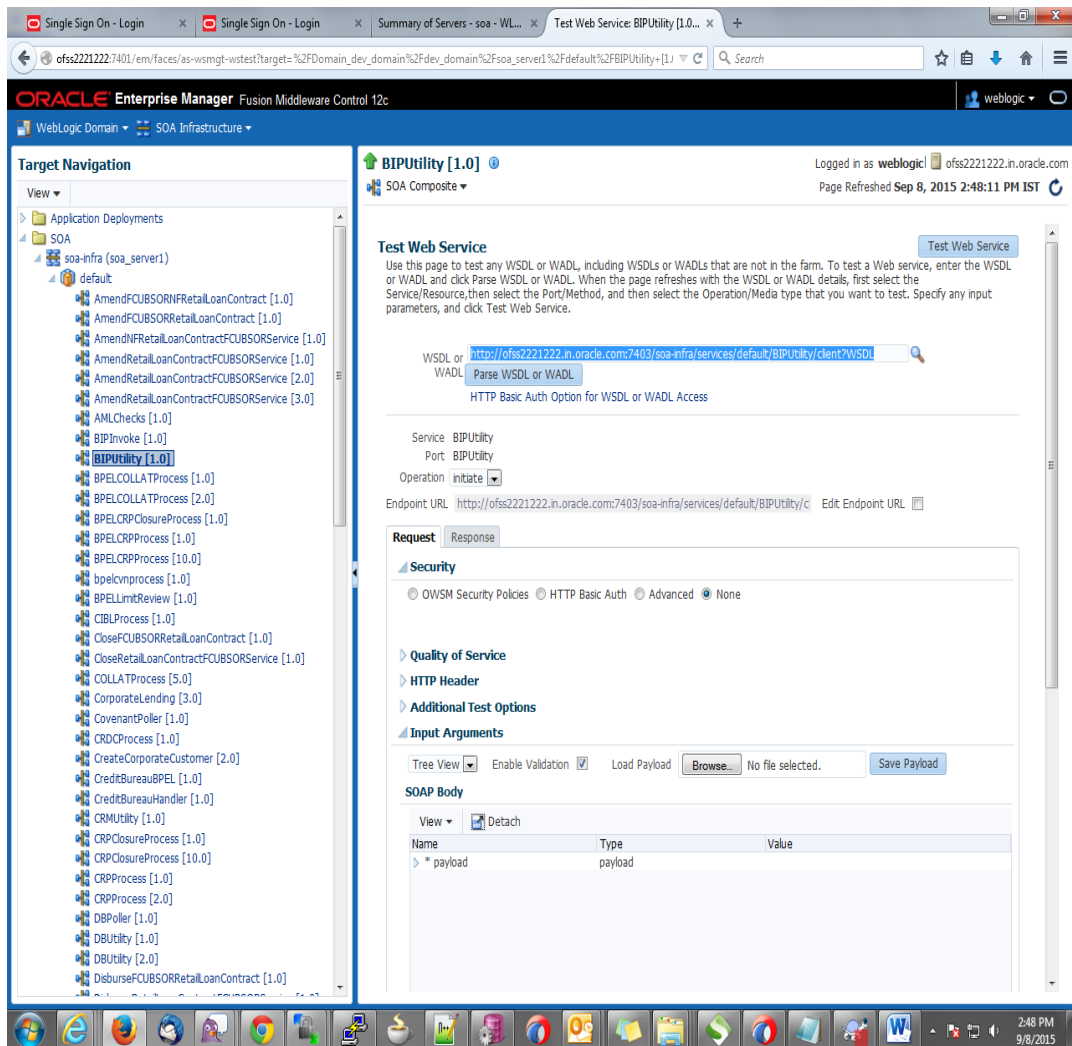 Single Sign On - Login × Single Sign On - Login × Summary of Servers - soa - WL... × Test Web Service: BIPUtility [1.0... × +
ofss2221222:7401/em/faces/as-wsmgt-wstest?target=%2FDomain_dev_domain%2Fdev_domain%2Fsoa_server1%2Fdefault%2FBIPUtility+[1.
Search
ORACLE Enterprise Manager Fusion Middleware Control 12c
weblogic
WebLogic Domain SOA Infrastructure
Target Navigation
View
Application Deployments
SOA
soa-infra (soa_server1)
default
AmendFCUBSORNFRetailLoanContract [1.0]
AmendFCUBSORRetailLoanContract [1.0]
AmendNFRetailLoanContractFCUBSORService [1.0]
AmendRetailLoanContractFCUBSORService [1.0]
AmendRetailLoanContractFCUBSORService [2.0]
AmendRetailLoanContractFCUBSORService [3.0]
AMLChecks [1.0]
BIPInvoke [1.0]
BIPUtility [1.0]
BPELCOLLATProcess [1.0]
BPELCOLLATProcess [2.0]
BPELCRPClosureProcess [1.0]
BPELCRPProcess [1.0]
BPELCRPProcess [10.0]
bpelcvnprocess [1.0]
BPELLimitReview [1.0]
CIBLProcess [1.0]
CloseFCUBSORRetailLoanContract [1.0]
CloseRetailLoanContractFCUBSORService [1.0]
COLLATProcess [5.0]
CorporateLending [3.0]
CovenantPoller [1.0]
CRDCProcess [1.0]
CreateCorporateCustomer [2.0]
CreditBureauBPEL [1.0]
CreditBureauHandler [1.0]
CRMUtility [1.0]
CRPClosureProcess [1.0]
CRPClosureProcess [10.0]
CRPProcess [1.0]
CRPProcess [2.0]
DBPoller [1.0]
DBUtility [1.0]
DBUtility [2.0]
DisburseFCUBSORRetailLoanContract [1.0]
BIPUtility [1.0]
Logged in as weblogic ofss2221222.in.oracle.com
SOA Composite
Page Refreshed Sep 8, 2015 2:48:11 PM IST
Test Web Service
Test Web Service
Use this page to test any WSDL or WADL, including WSDLs or WADLs that are not in the farm. To test a Web service, enter the WSDL
or WADL and click Parse WSDL or WADL. When the page refreshes with the WSDL or WADL details, first select the
Service/Resource,then select the Port/Method, and then select the Operation/Media type that you want to test. Specify any input
parameters, and click Test Web Service.
WSDL or
WADL
http://ofss2221222.in.oracle.com:7403/soa-infra/services/default/BIPUtility/client?WSDL
Parse WSDL or WADL
HTTP Basic Auth Option for WSDL or WADL Access
Service BIPUtility
Port BIPUtility
Operation initiate
Endpoint URL http://ofss2221222.in.oracle.com:7403/soa-infra/services/default/BIPUtility/c Edit Endpoint URL
Request Response
Security
OWSM Security Policies HTTP Basic Auth Advanced None
Quality of Service
HTTP Header
Additional Test Options
Input Arguments
Tree View Enable Validation Load Payload Browse... No file selected. Save Payload
SOAP Body
View Detach
Name Type Value
* payload payload
2:48 PM
9/8/2015